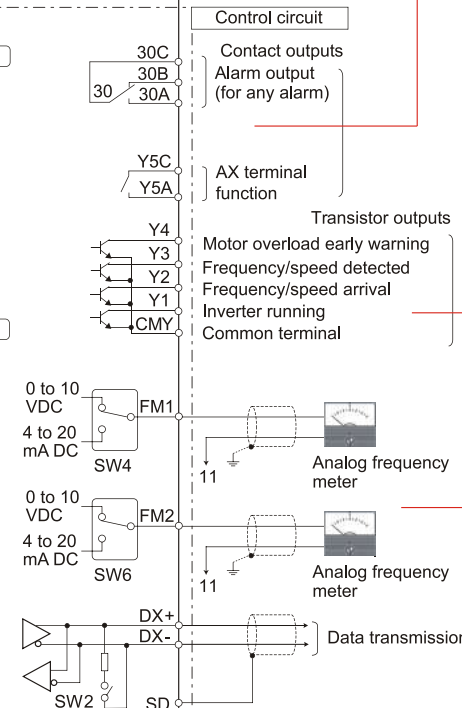 Control circuit
30C
Contact outputs
30B
Alarm output
30
30A
(for any alarm)
Y5C
AX terminal
Y5A
function
Transistor outputs
Y4
Motor overload early warning
Y3
Frequency/speed detected
Y2
Frequency/speed arrival
Y1
Inverter running
CMY
Common terminal
0 to 10
VDC
FM1
4 to 20
mA DC
SW4
11
Analog frequency
meter
0 to 10
VDC
FM2
4 to 20
mA DC
SW6
11
Analog frequency
meter
DX+
DX-
Data transmission
SW2
SD